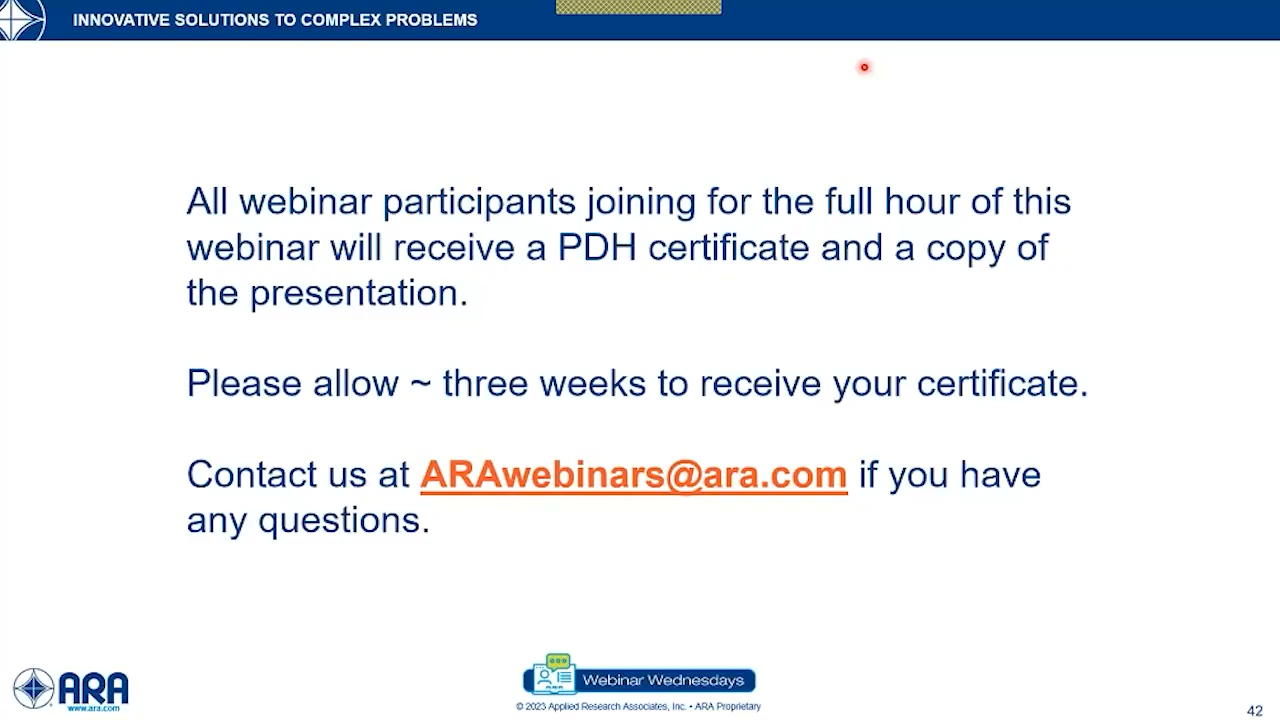 INNOVATIVE SOLUTIONS TO COMPLEX PROBLEMS
All webinar participants joining for the full hour of this
webinar will receive a PDH certificate and a copy of
the presentation.
Please allow ~ three weeks to receive your certificate.
Contact us at ARAwebinars@ara.com if you have
any questions.
ARA
www.ara.com
Webinar Wednesdays
© 2023 Applied Research Associates, Inc. • ARA Proprietary
42